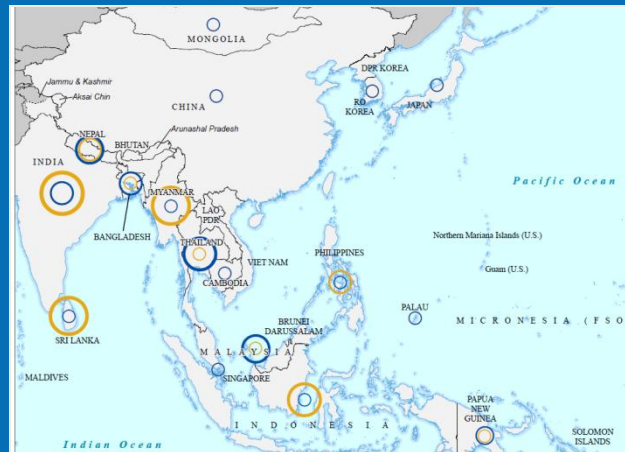 MONGOLIA
DPR KOREA
Jammu & Kashmir
RO
KOREA
JAPAN
Aksai Chin
CHINA
Arunashal Pradesh
NEPAL
BHUTAN
INDIA
Pacific Ocean
MYANMAR
LAO
PDR
BANGLADESH
Northern Mariana Islands (U.S.)
THAILAND
PHILIPPINES
VIET NAM
Guam (U.S.)
CAMBODIA
PALAU
MICRONESIA (FSO
BRUNEI
DARUSSALAM
SRI LANKA
MALAYSIA
MALDIVES
SINGAPORE
PAPUA
NEW
GUINEA
INDONESIA
SOLOMON
ISLANDS
Indian Ocean